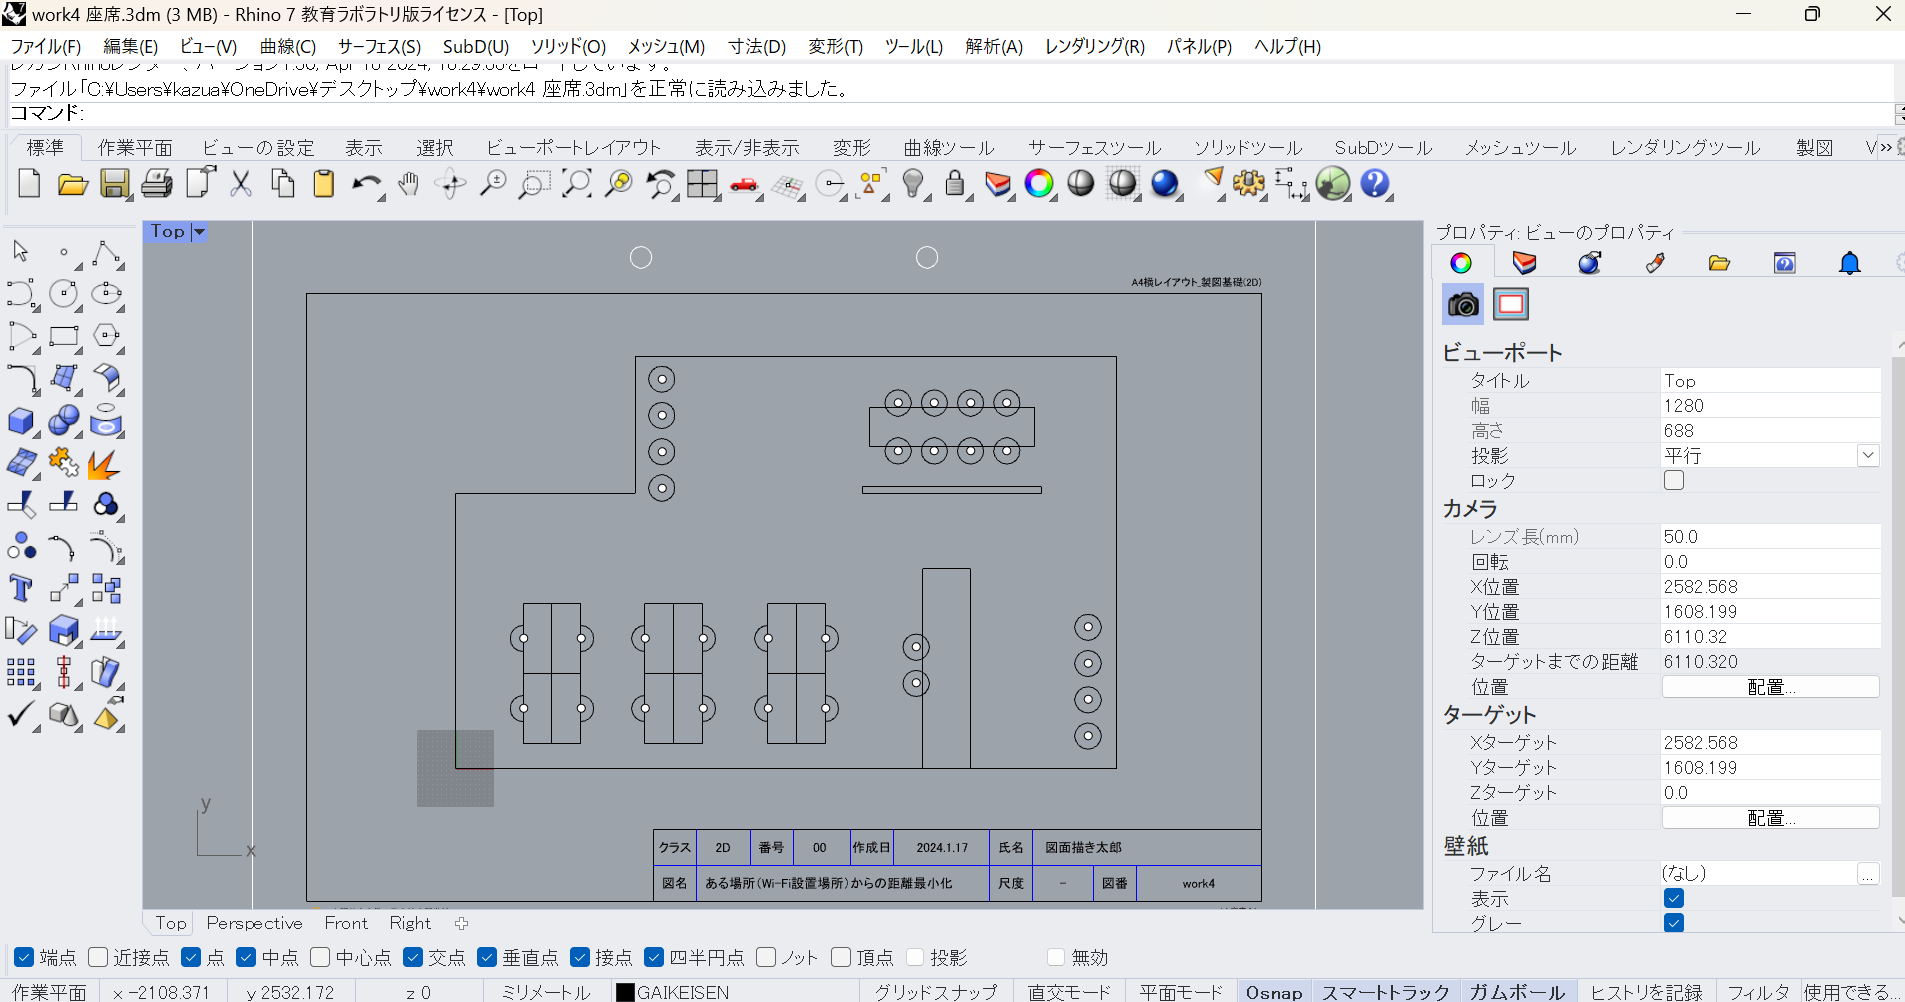 work4 座席.3dm (3 MB) - Rhino 7 教育ラボラトリ版ライセンス - [Top]
ファイル(F) 編集(E) ビュー(V) 曲線(C) サーフェス(S) SubD(U) ソリッド(O) メッシュ(M) 寸法(D) 変形(T) ツール(L) 解析(A) レンダリング(R) パネル(P) ヘルプ(H)
ファイル「C:¥Users¥kazua¥OneDrive¥デスクトップ¥work4¥work4 座席.3dm」を正常に読み込みました。
コマンド:
標準 作業平面 ビューの設定 表示 選択 ビューポートレイアウト 表示/非表示 変形 曲線ツール サーフェスツール ソリッドツール SubDツール メッシュツール レンダリングツール 製図 V
Top
A4横レイアウト_製図基礎(2D)
y
x
クラス 2D 番号 00 作成日 2024.1.17 氏名 図面描き太郎
図名 ある場所(Wi-Fi設置場所)からの距離最小化 尺度 - 図番 work4
プロパティ: ビューのプロパティ
ビューポート
タイトル Top
幅 1280
高さ 688
投影 平行
ロック
カメラ
レンズ長(mm) 50.0
回転 0.0
X位置 2582.568
Y位置 1608.199
Z位置 6110.32
ターゲットまでの距離 6110.320
位置 配置...
ターゲット
Xターゲット 2582.568
Yターゲット 1608.199
Zターゲット 0.0
位置 配置...
壁紙
ファイル名 (なし) ...
表示
グレー
Top Perspective Front Right
端点 近接点 点 中点 中心点 交点 垂直点 接点 四半円点 ノット 頂点 投影 無効
作業平面 x -2108.371 y 2532.172 z 0 ミリメートル GAIKEISEN グリッドスナップ 直交モード 平面モード Osnap スマートトラック ガムボール ヒストリを記録 フィルタ 使用できる...